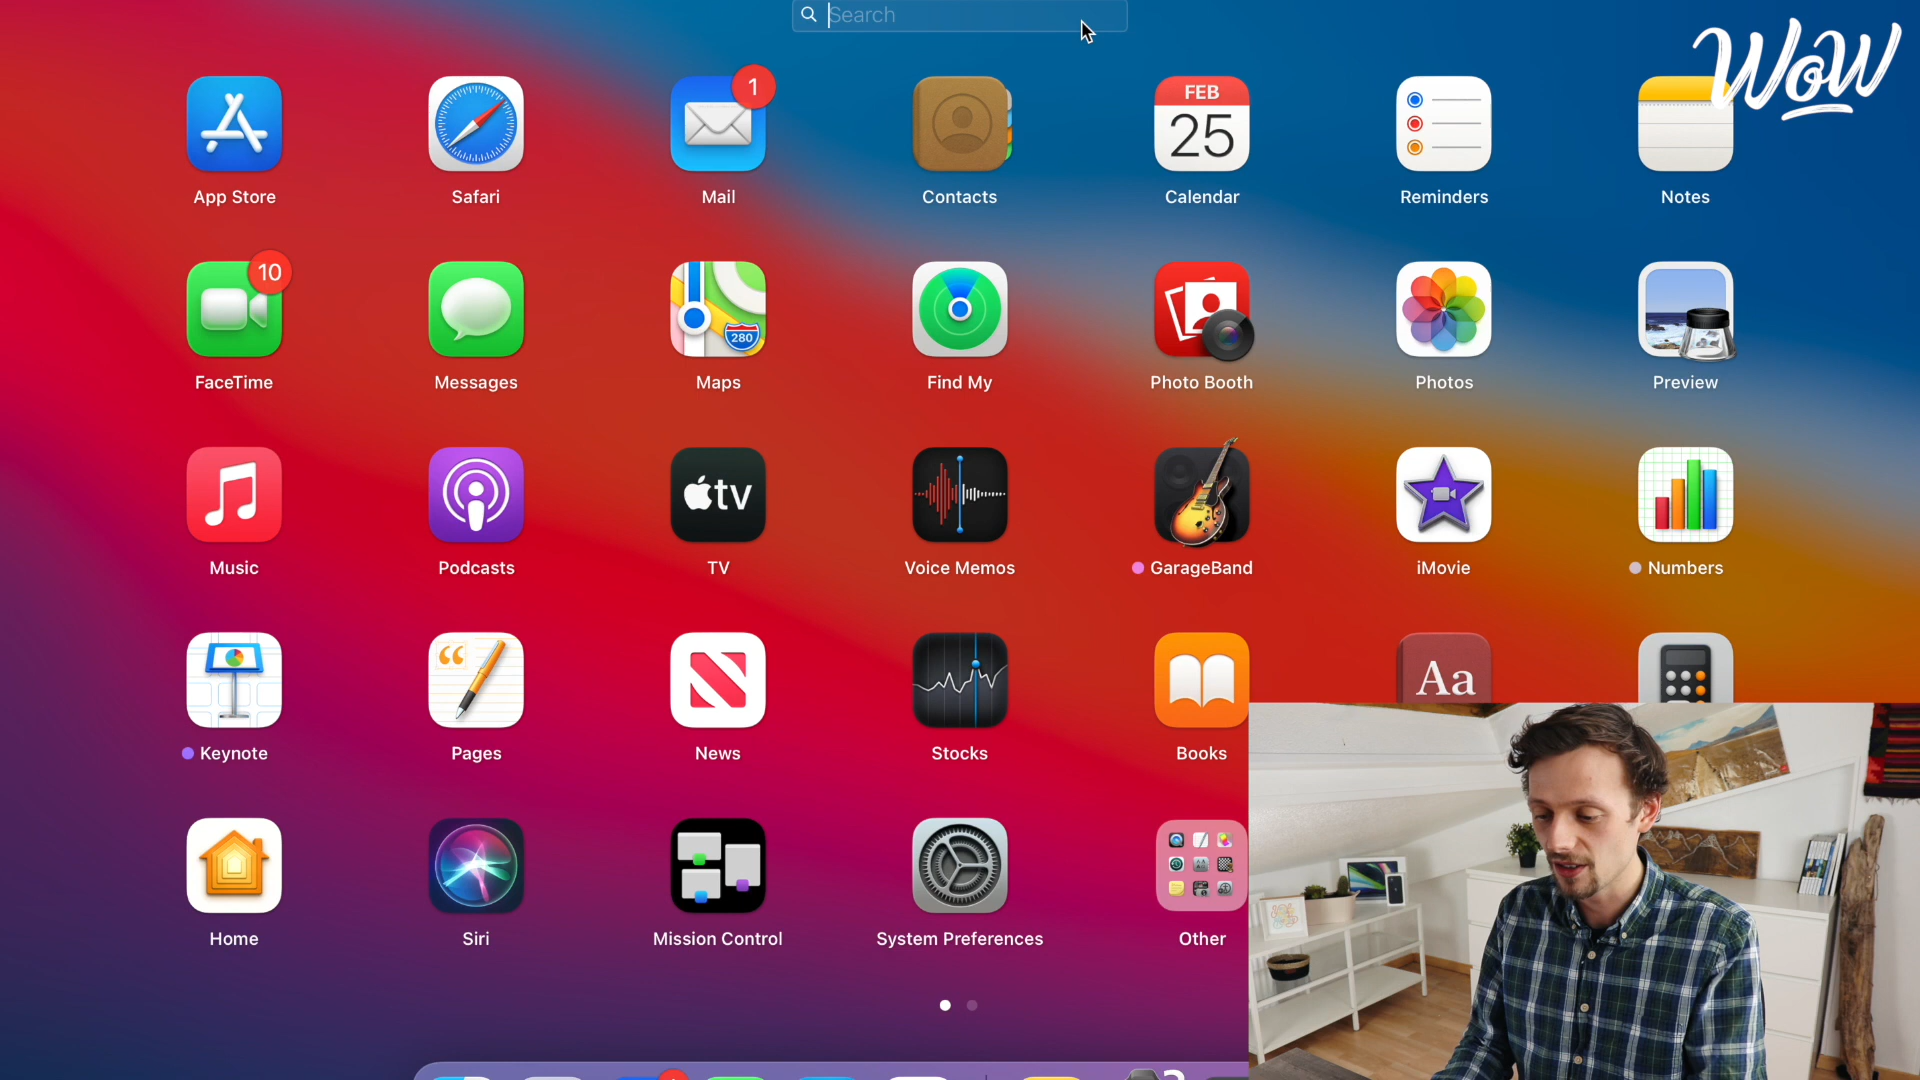 Search
WoW
1
FEB
25
App Store
Safari
Mail
Contacts
Calendar
Reminders
Notes
10
280
FaceTime
Messages
Maps
Find My
Photo Booth
Photos
Preview
tv
Music
Podcasts
TV
Voice Memos
GarageBand
iMovie
Numbers
“
Aa
Keynote
Pages
News
Stocks
Books
Home
Siri
Mission Control
System Preferences
Other